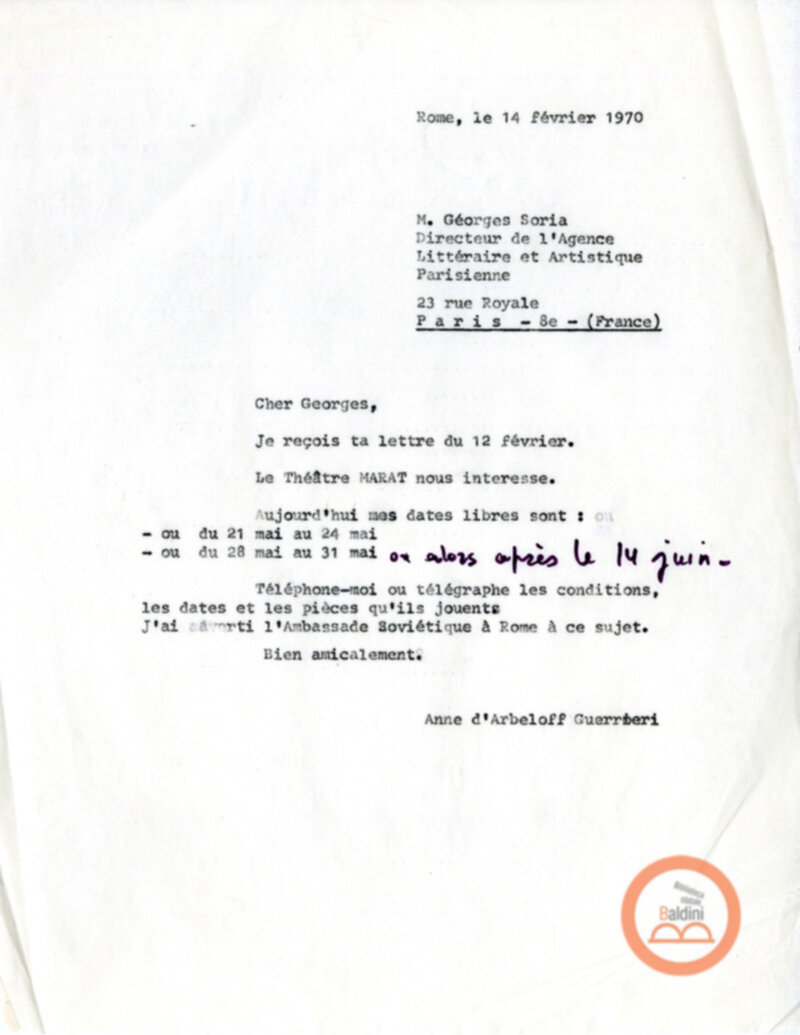 Rome, le 14 février 1970
M. Géorges Soria
Directeur de l'Agence
Littéraire et Artistique
Parisienne
23 rue Royale
P a r i s - 8e - (France)
Cher Georges,
Je reçois ta lettre du 12 février.
Le Théâtre MARAT nous interesse.
Aujourd'hui mes dates libres sont : ou
- ou du 21 mai au 24 mai
- ou du 28 mai au 31 mai ou alors après le 14 juin -
Téléphone-moi ou télégraphe les conditions,
les dates et les pièces qu'ils jouents
J'ai averti l'Ambassade Soviétique à Rome à ce sujet.
Bien amicalement.
Anne d'Arbeloff Guerrieri
Biblioteca
statale
Baldini